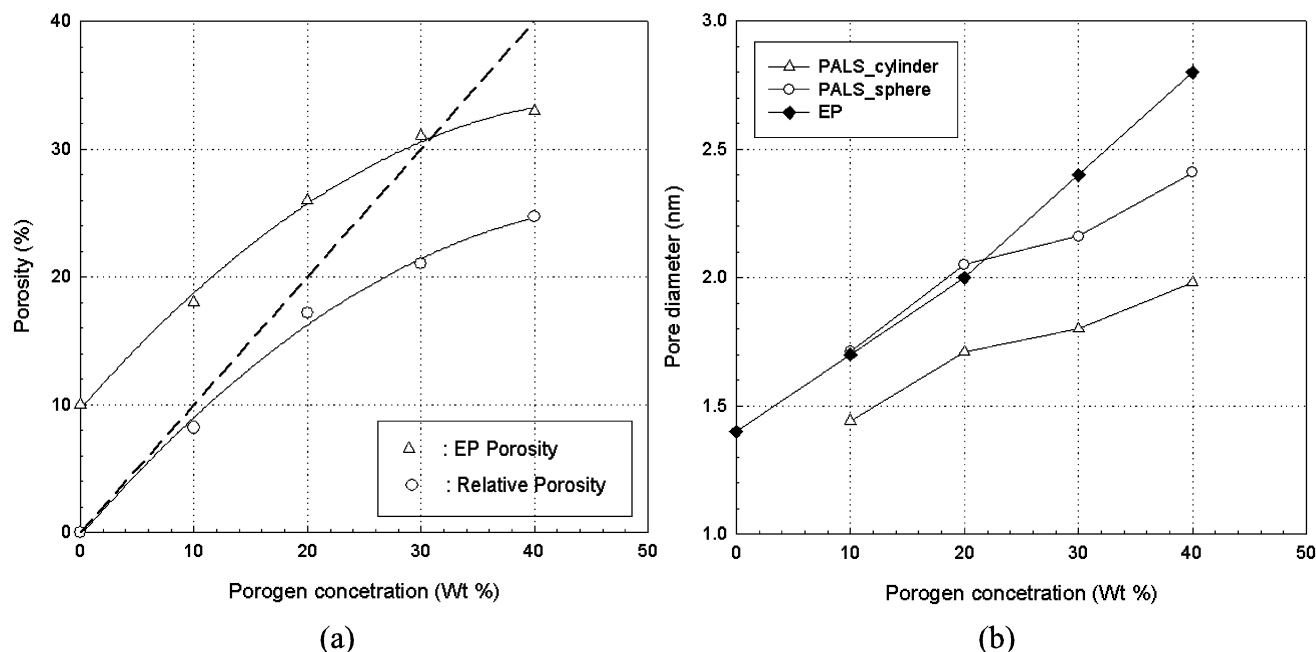 40
30
20
10
0
Porosity (%)
0 10 20 30 40 50
Porogen concetration (Wt %)
: EP Porosity
: Relative Porosity
(a)
3.0
2.5
2.0
1.5
1.0
Pore diameter (nm)
PALS_cylinder
PALS_sphere
EP
0 10 20 30 40 50
Porogen concetration (Wt %)
(b)